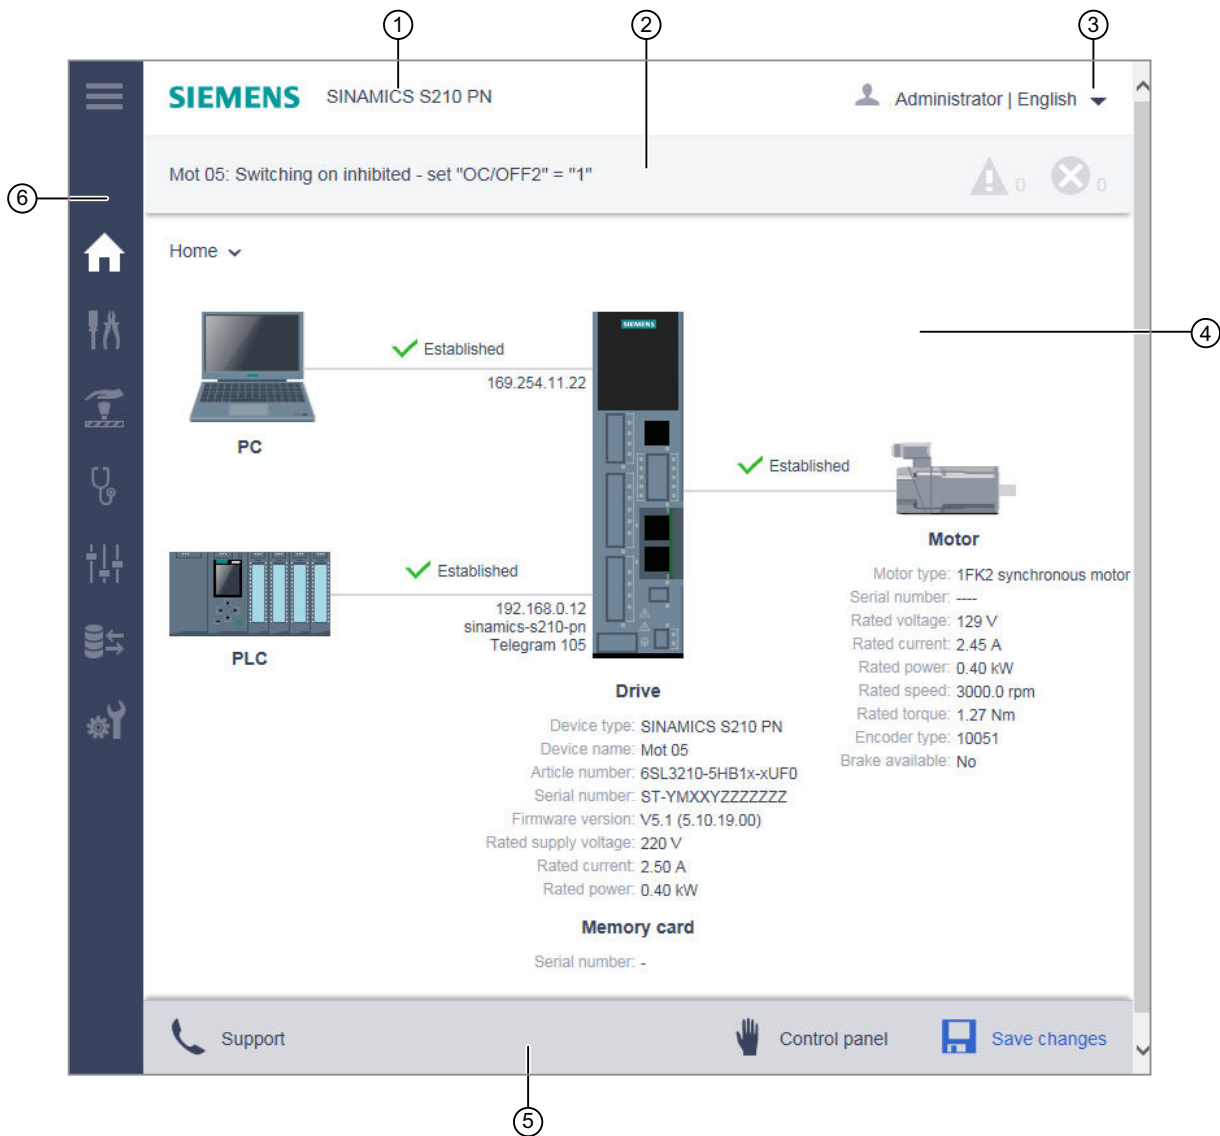 1
2
3
SIEMENS SINAMICS S210 PN
Administrator | English
Mot 05: Switching on inhibited - set "OC/OFF2" = "1"
0
0
6
Home
SIEMENS
Established
169.254.11.22
4
PC
Established
Motor
Motor type: 1FK2 synchronous motor
Serial number: ----
Rated voltage: 129 V
Rated current: 2.45 A
Rated power: 0.40 kW
Rated speed: 3000.0 rpm
Rated torque: 1.27 Nm
Encoder type: 10051
Brake available: No
Established
192.168.0.12
sinamics-s210-pn
Telegram 105
PLC
Drive
Device type: SINAMICS S210 PN
Device name: Mot 05
Article number: 6SL3210-5HB1x-xUF0
Serial number: ST-YMXXYZZZZZZZ
Firmware version: V5.1 (5.10.19.00)
Rated supply voltage: 220 V
Rated current: 2.50 A
Rated power: 0.40 kW
Memory card
Serial number: -
Support
Control panel
Save changes
5